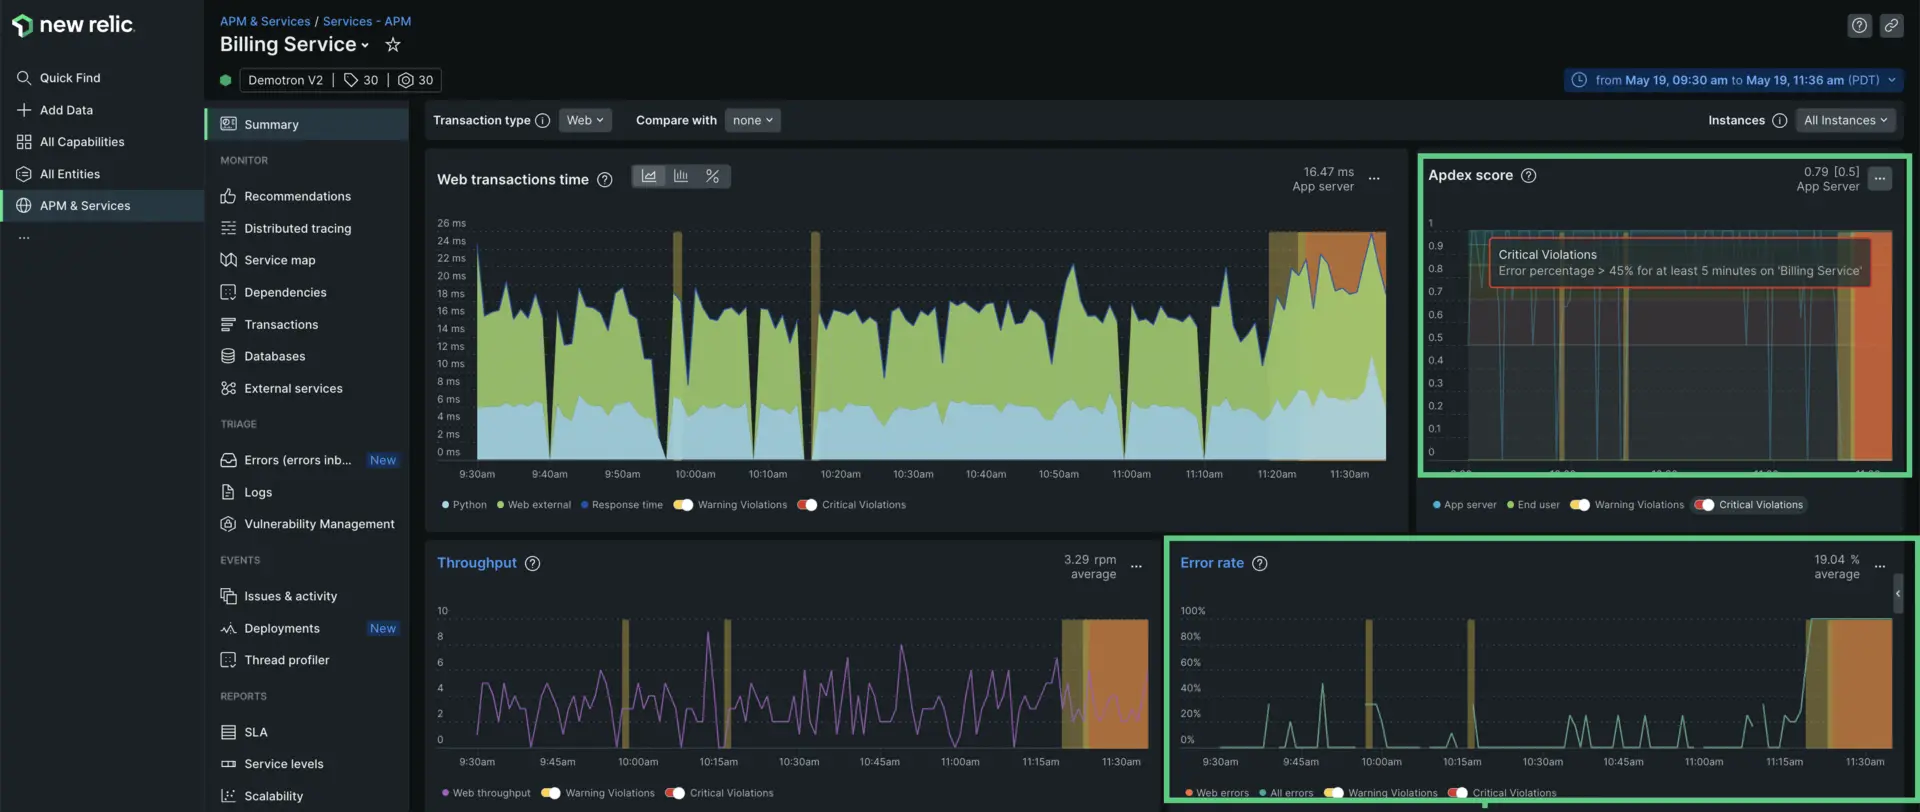 new relic.
Quick Find
Add Data
All Capabilities
All Entities
APM & Services
...
APM & Services / Services - APM
Billing Service
Demotron V2 | 30 | 30
from May 19, 09:30 am to May 19, 11:36 am (PDT)
Summary
MONITOR
Recommendations
Distributed tracing
Service map
Dependencies
Transactions
Databases
External services
TRIAGE
Errors (errors inb... New
Logs
Vulnerability Management
EVENTS
Issues & activity
Deployments New
Thread profiler
REPORTS
SLA
Service levels
Scalability
Transaction type Web Compare with none
Instances All Instances
Web transactions time
16.47 ms
App server
26 ms
24 ms
22 ms
20 ms
18 ms
16 ms
14 ms
12 ms
10 ms
8 ms
6 ms
4 ms
2 ms
0 ms
9:30am 9:40am 9:50am 10:00am 10:10am 10:20am 10:30am 10:40am 10:50am 11:00am 11:10am 11:20am 11:30am
Python Web external Response time Warning Violations Critical Violations
Apdex score
0.79 [0.5]
App Server
1
0.9
0.8
0.7
0.6
0.5
0.4
0.3
0.2
0.1
0
Critical Violations
Error percentage > 45% for at least 5 minutes on 'Billing Service'
App server End user Warning Violations Critical Violations
Throughput
3.29 rpm
average
10
8
6
4
2
0
9:30am 9:45am 10:00am 10:15am 10:30am 10:45am 11:00am 11:15am 11:30am
Web throughput Warning Violations Critical Violations
Error rate
19.04 %
average
100%
80%
60%
40%
20%
0%
9:30am 9:45am 10:00am 10:15am 10:30am 10:45am 11:00am 11:15am 11:30am
Web errors All errors Warning Violations Critical Violations